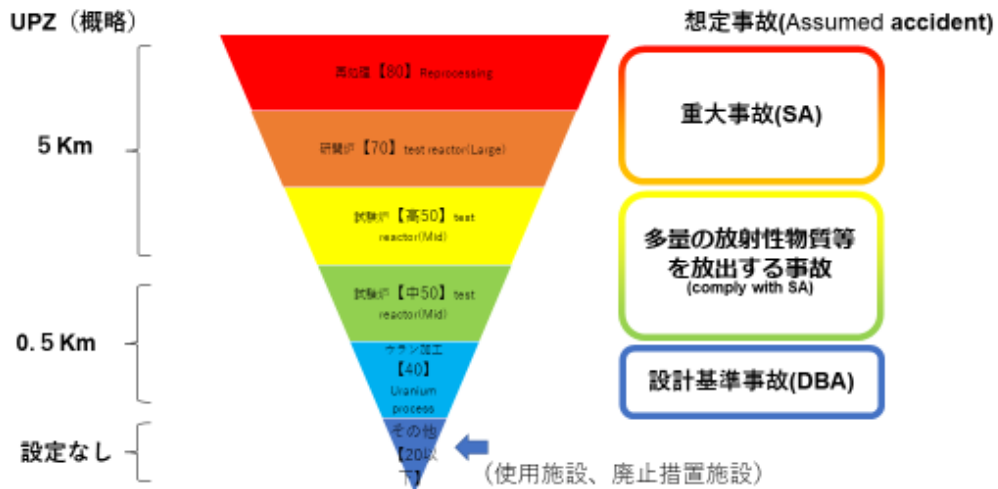 UPZ（概略）
想定事故(Assumed accident)
再処理【80】Reprocessing
重大事故(SA)
5 Km
研開炉【70】test reactor(Large)
試験炉【高50】test
reactor(Mid)
多量の放射性物質等
を放出する事故
(comply with SA)
試験炉【中50】test
reactor(Mid)
0. 5 Km
ウラン加工
【40】
Uranium
process
設計基準事故(DBA)
設定なし
その他
【20以
下】
（使用施設、廃止措置施設）